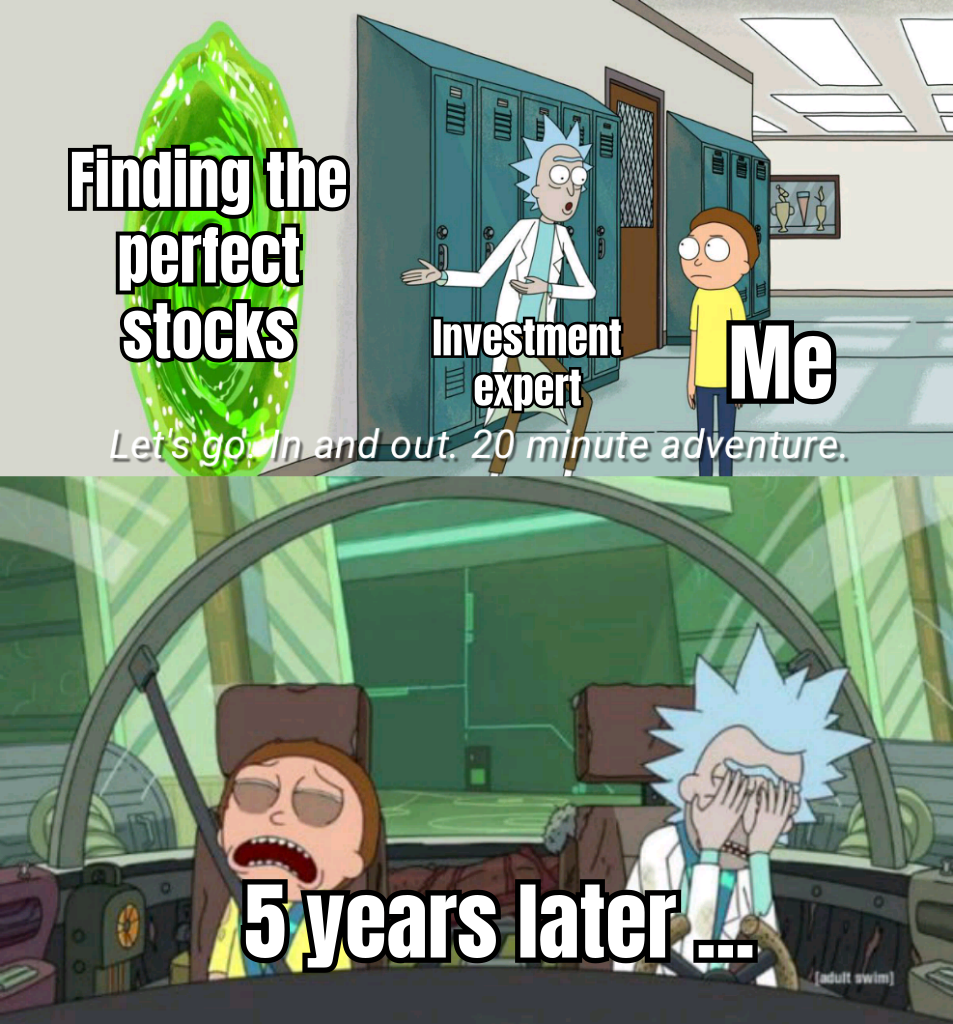 Finding the
perfect
stocks
Investment
expert
Me
Let's go. In and out. 20 minute adventure.
5 years later ...
[adult swim]